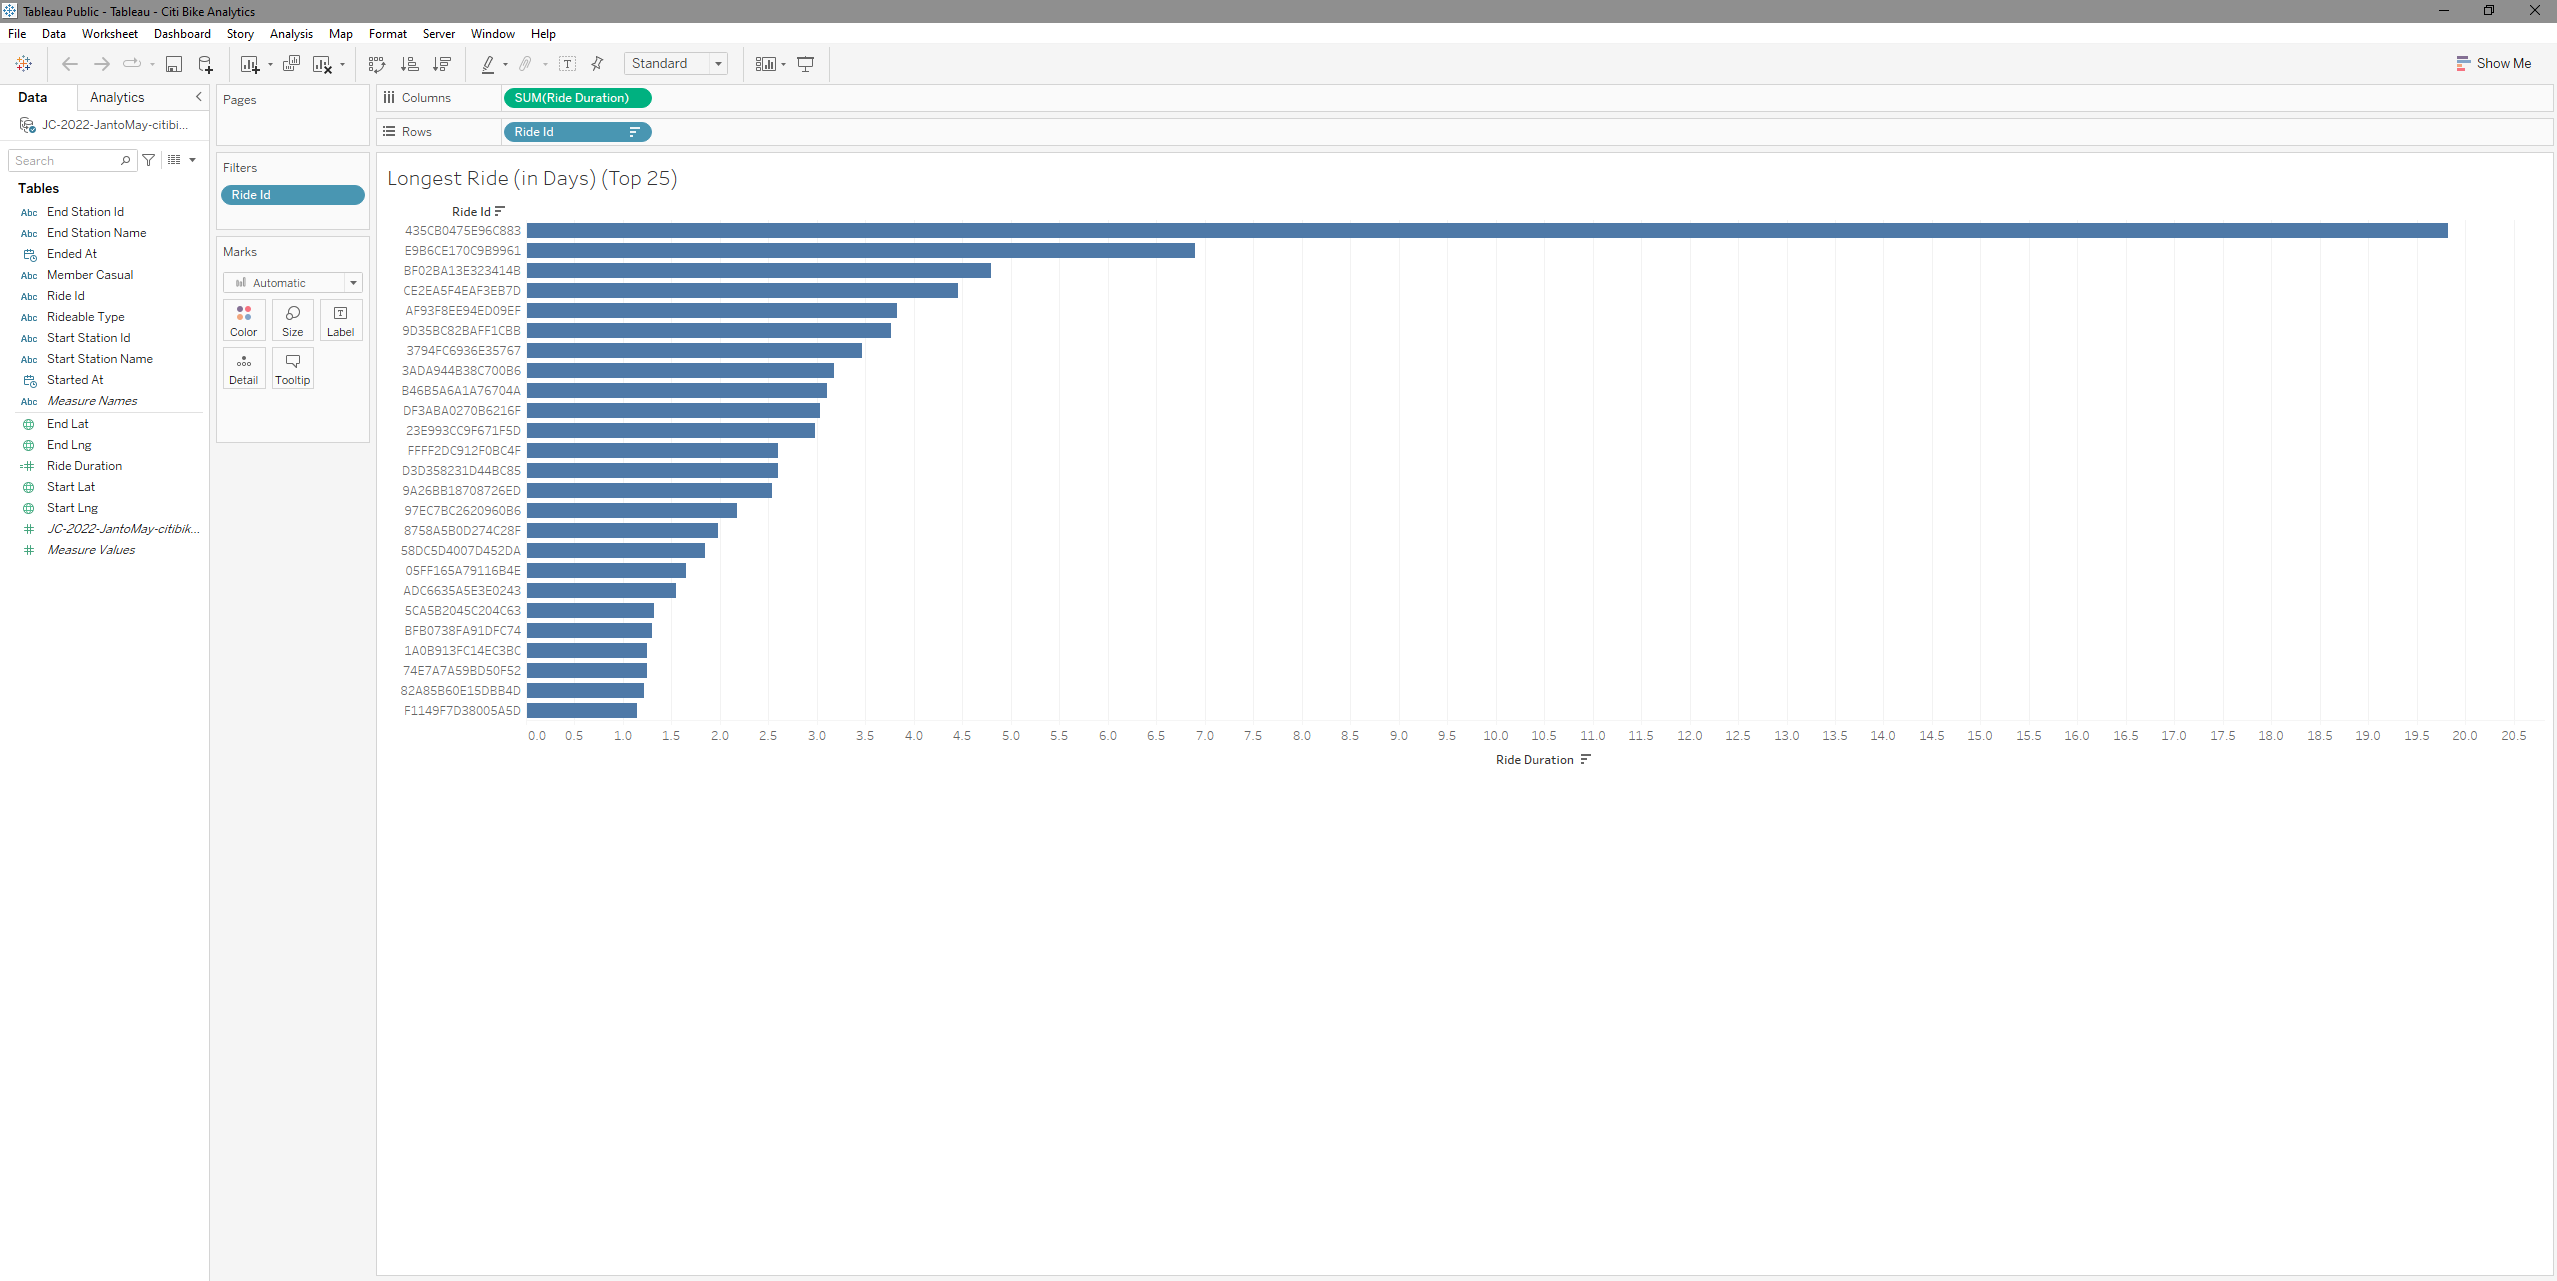 Tableau Public - Tableau - Citi Bike Analytics
File Data Worksheet Dashboard Story Analysis Map Format Server Window Help
Standard
Show Me
Data Analytics
JC-2022-JantoMay-citibi...
Search
Tables
Abc End Station Id
Abc End Station Name
Ended At
Abc Member Casual
Abc Ride Id
Abc Rideable Type
Abc Start Station Id
Abc Start Station Name
Started At
Abc Measure Names
End Lat
End Lng
Ride Duration
Start Lat
Start Lng
JC-2022-JantoMay-citibik...
Measure Values
Pages
Filters
Ride Id
Marks
Automatic
Color Size Label
Detail Tooltip
Columns SUM(Ride Duration)
Rows Ride Id
Longest Ride (in Days) (Top 25)
Ride Id
435CB0475E96C883
E9B6CE170C9B9961
BF02BA13E323414B
CE2EA5F4EAF3EB7D
AF93F8EE94ED09EF
9D35BC82BAFF1CBB
3794FC6936E35767
3ADA944B38C700B6
B46B5A6A1A76704A
DF3ABA0270B6216F
23E993CC9F671F5D
FFFF2DC912F0BC4F
D3D358231D44BC85
9A26BB18708726ED
97EC7BC2620960B6
8758A5B0D274C28F
58DC5D4007D452DA
05FF165A79116B4E
ADC6635A5E3E0243
5CA5B2045C204C63
BFB0738FA91DFC74
1A0B913FC14EC3BC
74E7A7A59BD50F52
82A85B60E15DBB4D
F1149F7D38005A5D
0.0 0.5 1.0 1.5 2.0 2.5 3.0 3.5 4.0 4.5 5.0 5.5 6.0 6.5 7.0 7.5 8.0 8.5 9.0 9.5 10.0 10.5 11.0 11.5 12.0 12.5 13.0 13.5 14.0 14.5 15.0 15.5 16.0 16.5 17.0 17.5 18.0 18.5 19.0 19.5 20.0 20.5
Ride Duration